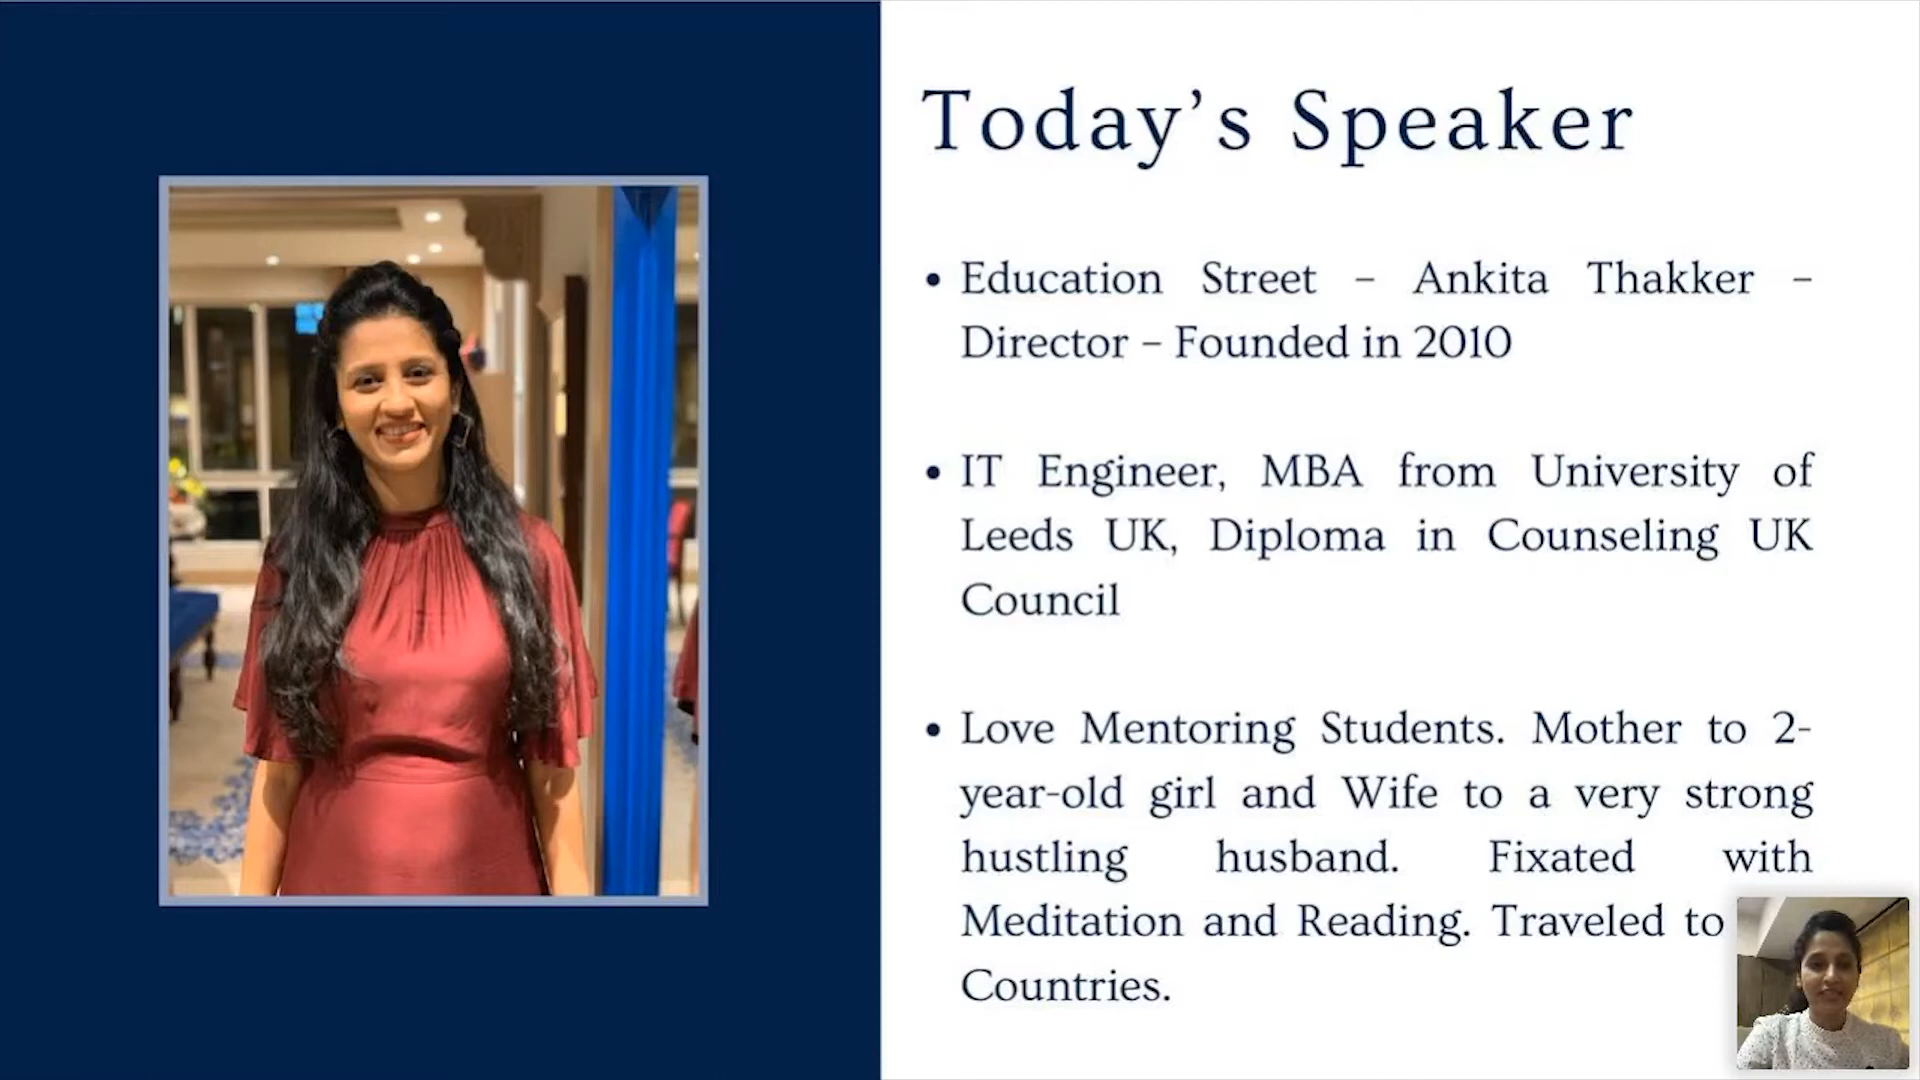 Today's Speaker
• Education Street – Ankita Thakker –
Director – Founded in 2010
• IT Engineer, MBA from University of
Leeds UK, Diploma in Counseling UK
Council
• Love Mentoring Students. Mother to 2-
year-old girl and Wife to a very strong
hustling husband. Fixated with
Meditation and Reading. Traveled to
Countries.